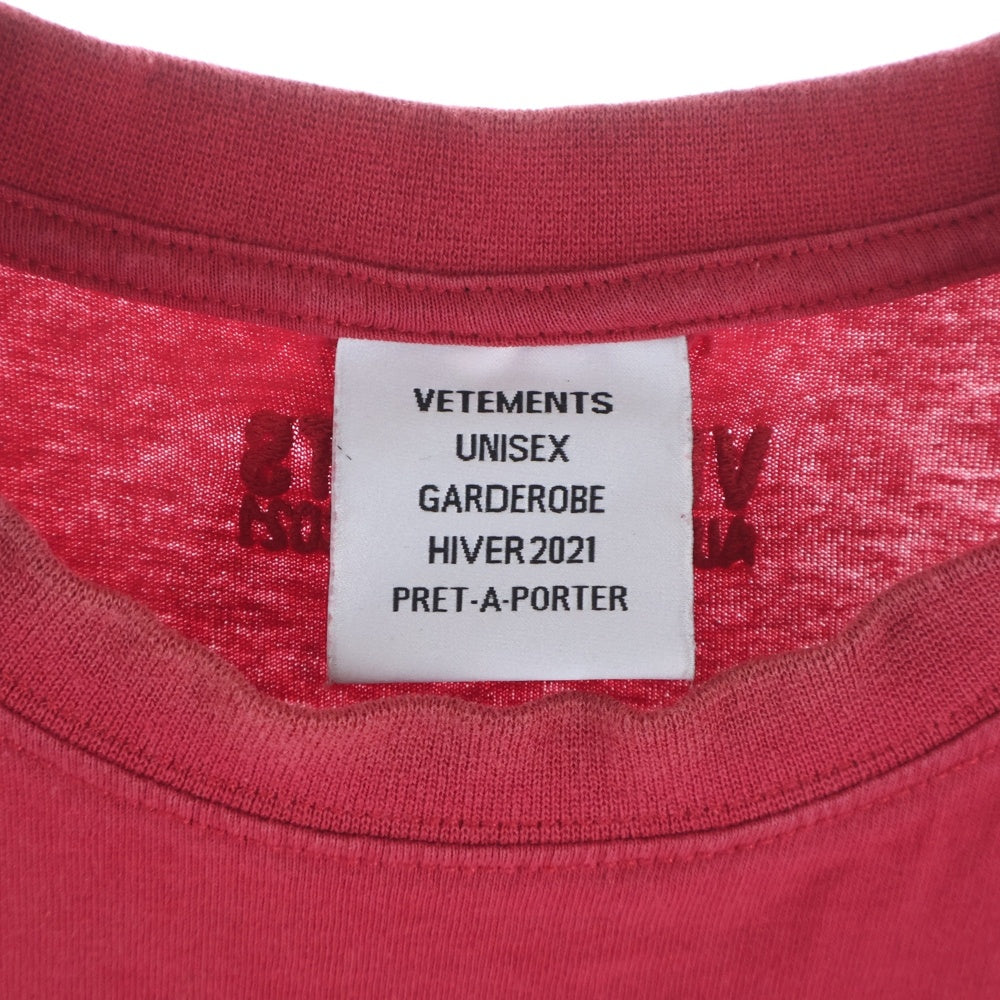 VETEMENTS
UNISEX
GARDEROBE
HIVER 2021
PRET-A-PORTER